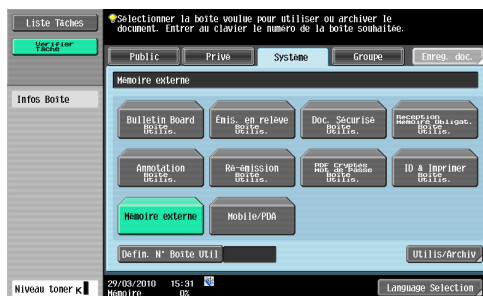 Liste Tâches
Sélectionner la boîte voulue pour utiliser ou archiver le
document. Entrer au clavier le numéro de la boîte souhaitée.
Vérifier
Tâche
Public
Privé
Système
Groupe
Enreg. doc.
Mémoire externe
Infos Boîte
Bulletin Board
Boîte
Utilis.
Émis. en relève
Boîte
Utilis.
Doc. Sécurisé
Boîte
Utilis.
Réception
Mémoire Obligat.
Boîte
Utilis.
Annotation
Boîte
Utilis.
Ré-émission
Boîte
Utilis.
PDF Cryptés
Mot de Passe
Boîte
Utilis.
ID & Imprimer
Boîte
Utilis.
Mémoire externe
Mobile/PDA
Défin. N° Boîte Util
Utilis/Archiv
Niveau toner K
29/03/2010 15:31
Mémoire 0%
Language Selection